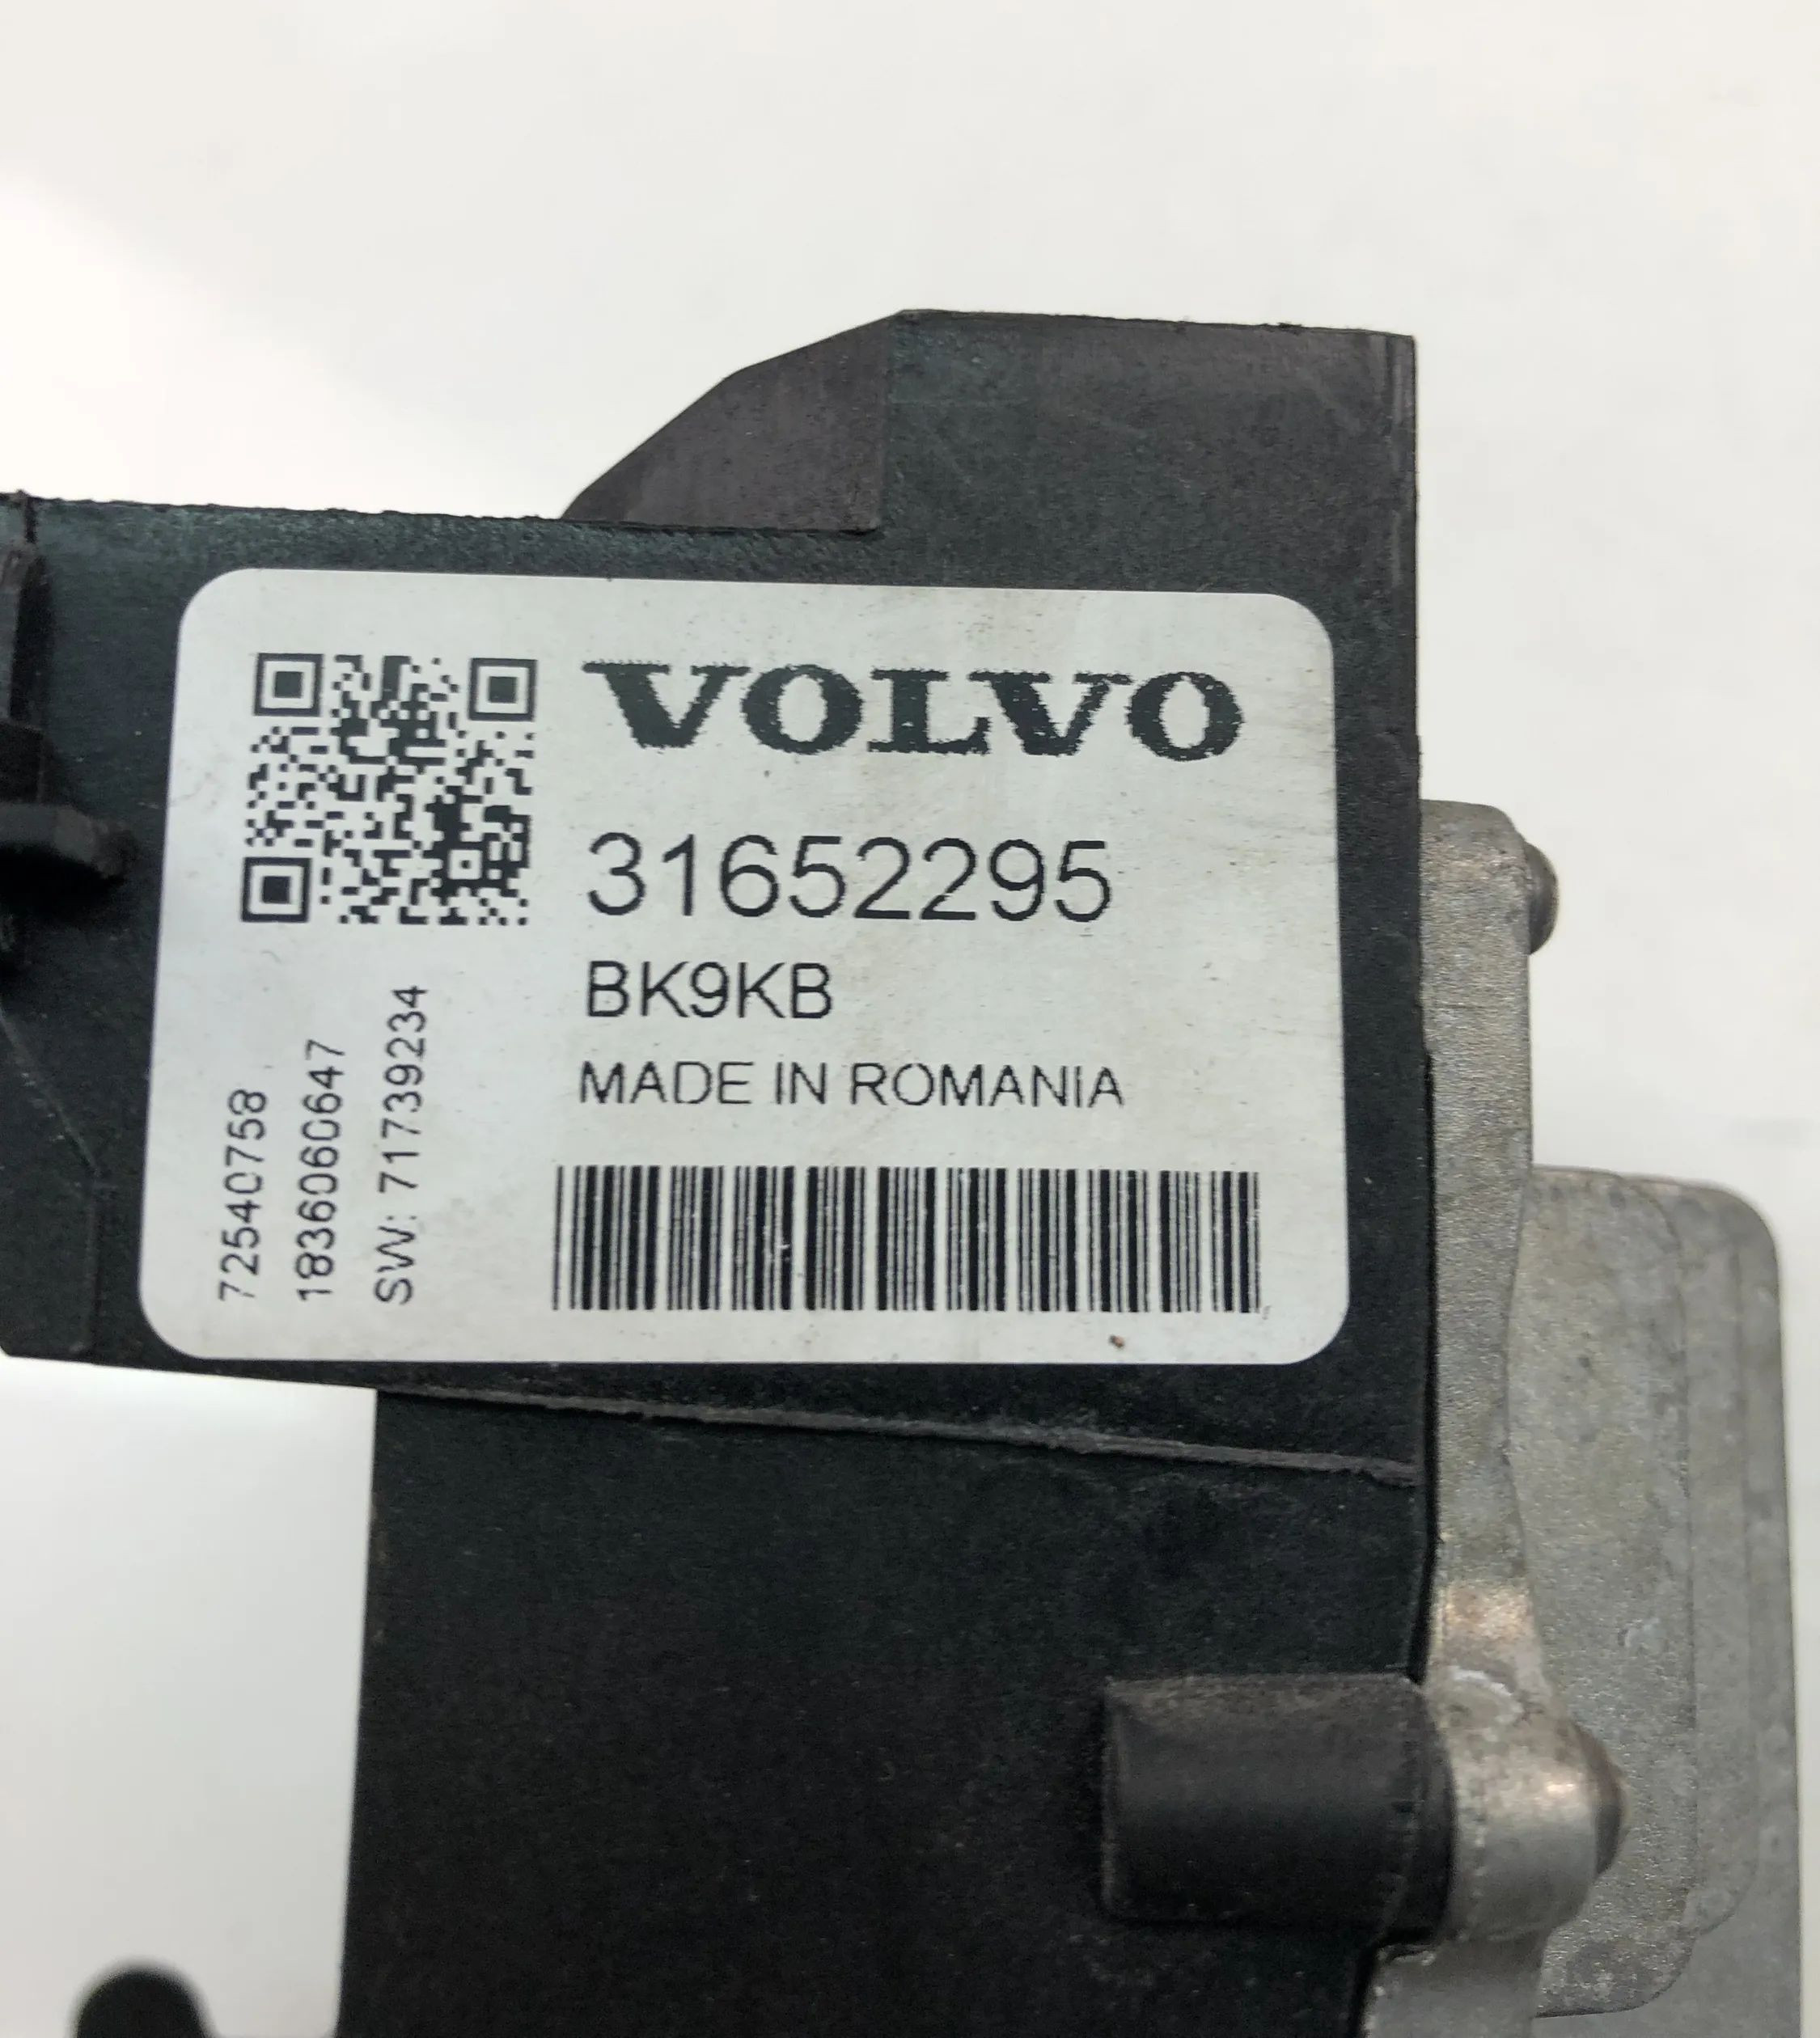 VOLVO
31652295
BK9KB
MADE IN ROMANIA
72540758
1836060647
SW: 71739234